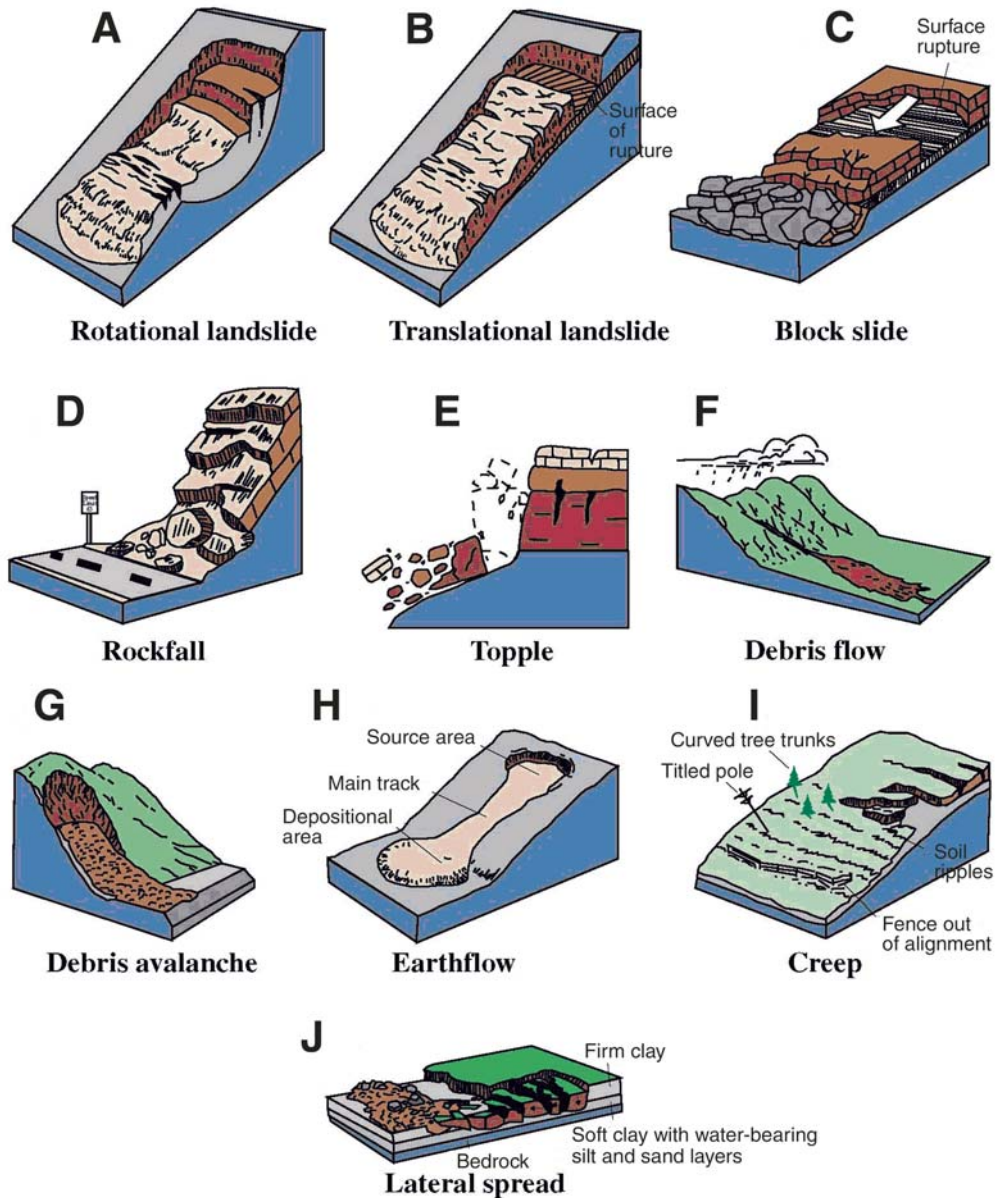 A
B
C
Surface
rupture
Surface
of
rupture
Rotational landslide
Translational landslide
Block slide
D
E
F
Rockfall
Topple
Debris flow
G
H
I
Source area
Main track
Depositional
area
Curved tree trunks
Titled pole
Soil
ripples
Fence out
of alignment
Debris avalanche
Earthflow
Creep
J
Firm clay
Soft clay with water-bearing
silt and sand layers
Bedrock
Lateral spread